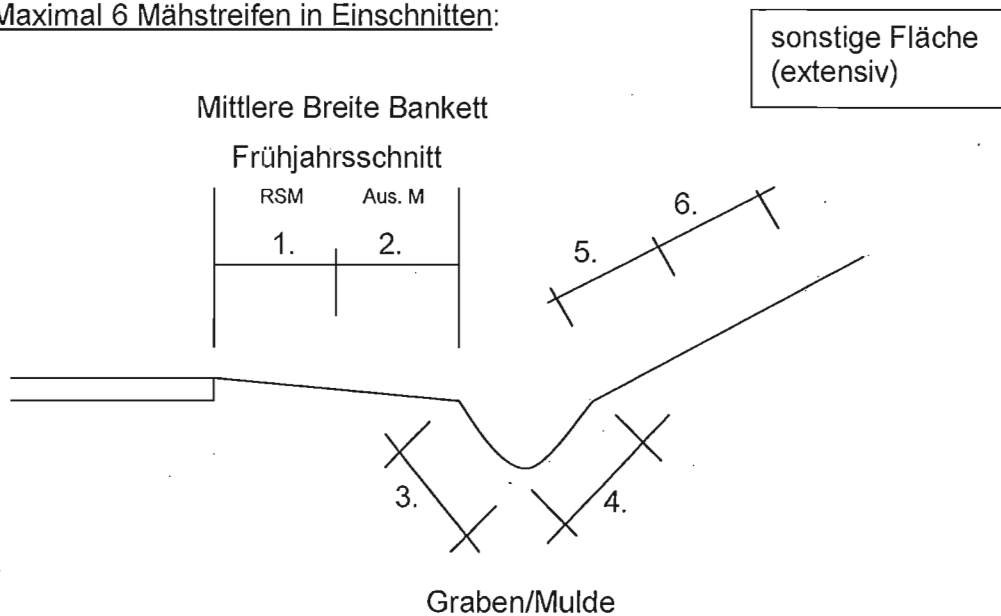 Maximal 6 Mähstreifen in Einschnitten:
sonstige Fläche
(extensiv)
Mittlere Breite Bankett
Frühjahrsschnitt
RSM Aus. M
1. 2.
5. 6.
3. 4.
Graben/Mulde